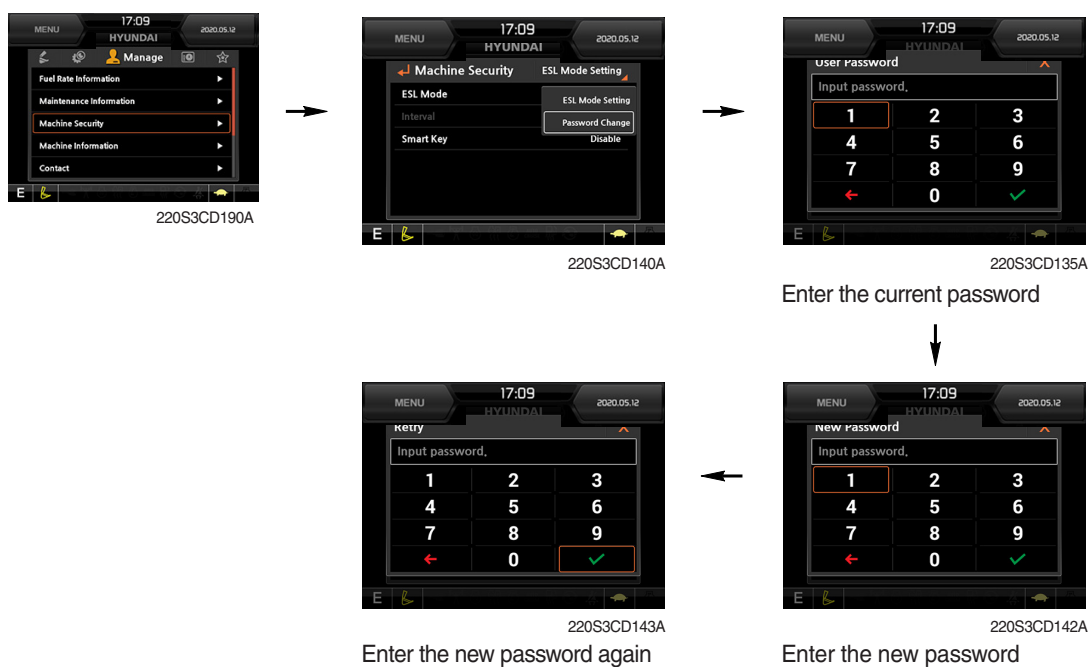 MENU 17:09 2020.05.12
HYUNDAI
Manage
Fuel Rate Information
Maintenance Information
Machine Security
Machine Information
Contact
E
220S3CD190A
MENU 17:09 2020.05.12
HYUNDAI
Machine Security ESL Mode Setting
ESL Mode
ESL Mode Setting
Interval
Password Change
Smart Key Disable
E
220S3CD140A
MENU 17:09 2020.05.12
HYUNDAI
User Password X
Input password.
1 2 3
4 5 6
7 8 9
0
E
220S3CD135A
Enter the current password
MENU 17:09 2020.05.12
HYUNDAI
Retry X
Input password.
1 2 3
4 5 6
7 8 9
0
E
220S3CD143A
Enter the new password again
MENU 17:09 2020.05.12
HYUNDAI
New Password X
Input password.
1 2 3
4 5 6
7 8 9
0
E
220S3CD142A
Enter the new password